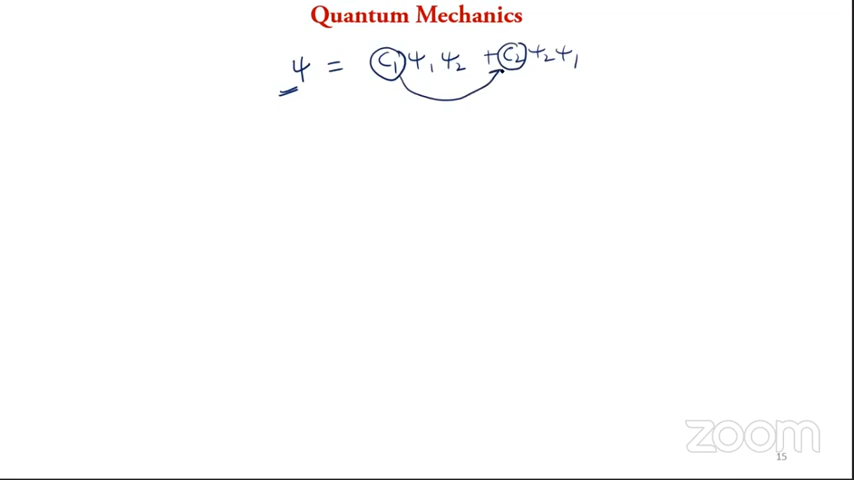 Quantum Mechanics
ψ = C₁ψ₁ψ₂ + C₂ψ₂ψ₁
zoom
15